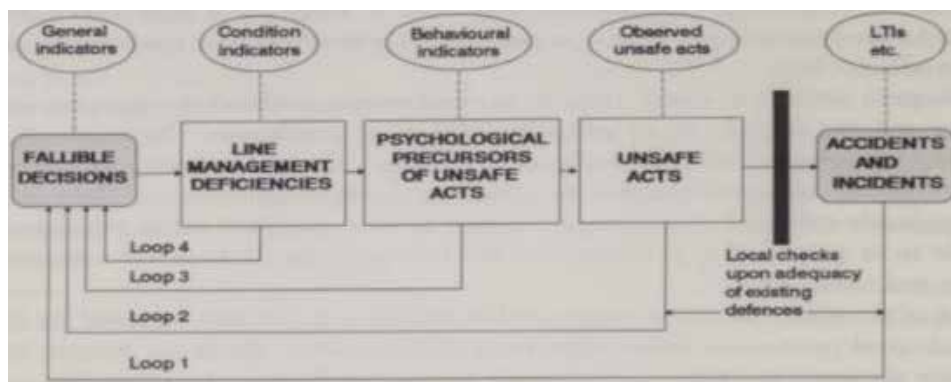 General
indicators
Condition
indicators
Behavioural
indicators
Observed
unsafe acts
LTIs
etc.
FALLIBLE
DECISIONS
LINE
MANAGEMENT
DEFICIENCIES
PSYCHOLOGICAL
PRECURSORS
OF UNSAFE
ACTS
UNSAFE
ACTS
ACCIDENTS
AND
INCIDENTS
Loop 4
Loop 3
Loop 2
Loop 1
Local checks
upon adequacy
of existing
defences